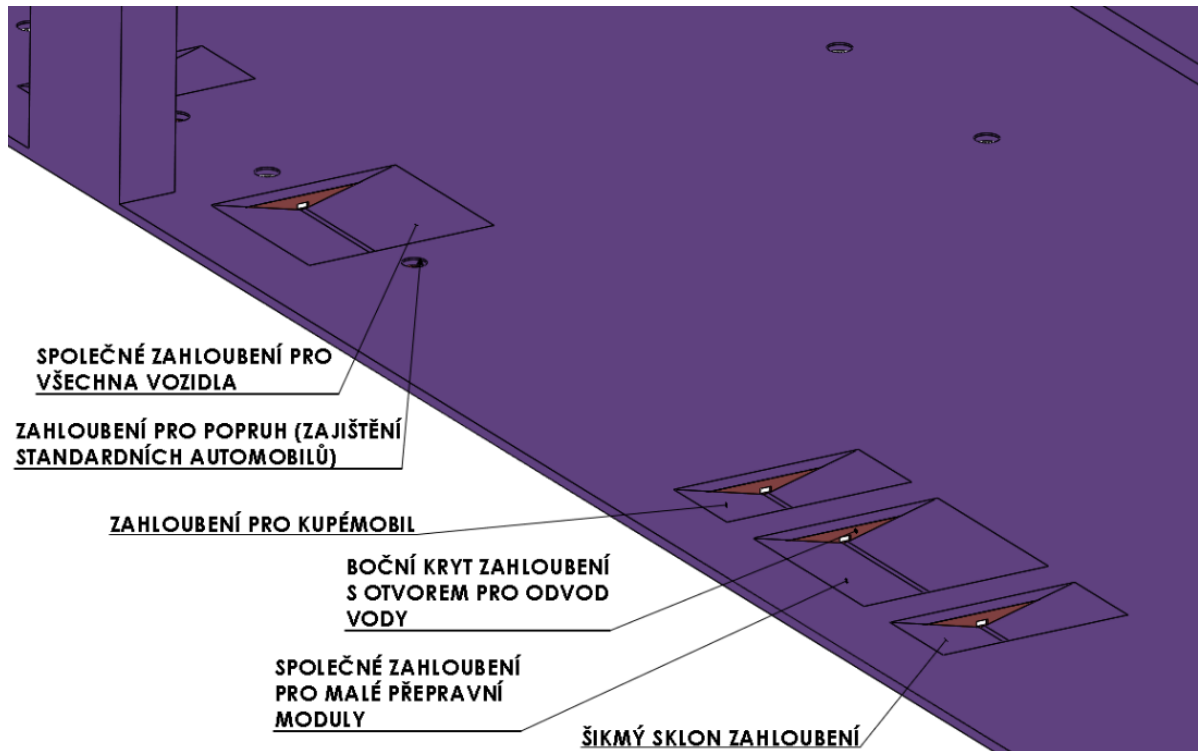 SPOLEČNÉ ZAHLOUBENÍ PRO
VŠECHNA VOZIDLA
ZAHLOUBENÍ PRO POPRUH (ZAJIŠTĚNÍ
STANDARDNÍCH AUTOMOBILŮ)
ZAHLOUBENÍ PRO KUPÉMOBIL
BOČNÍ KRYT ZAHLOUBENÍ
S OTVOREM PRO ODVOD
VODY
SPOLEČNÉ ZAHLOUBENÍ
PRO MALÉ PŘEPRAVNÍ
MODULY
ŠIKMÝ SKLON ZAHLOUBENÍ